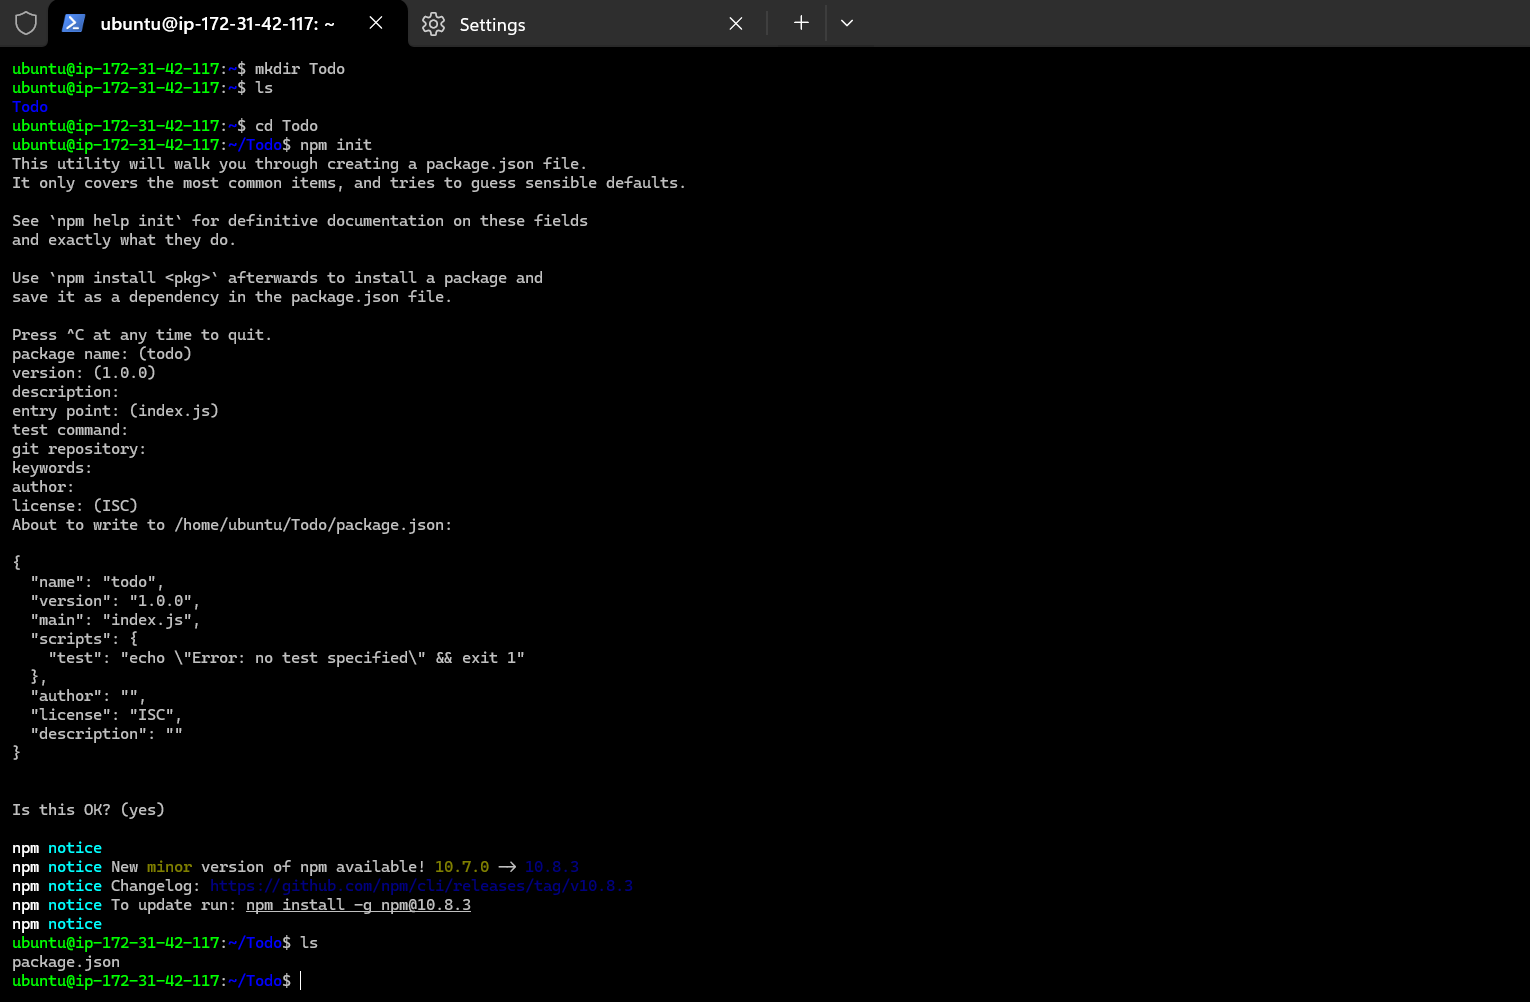 ubuntu@ip-172-31-42-117: ~
Settings
ubuntu@ip-172-31-42-117:~$ mkdir Todo
ubuntu@ip-172-31-42-117:~$ ls
Todo
ubuntu@ip-172-31-42-117:~$ cd Todo
ubuntu@ip-172-31-42-117:~/Todo$ npm init
This utility will walk you through creating a package.json file.
It only covers the most common items, and tries to guess sensible defaults.

See `npm help init` for definitive documentation on these fields
and exactly what they do.

Use `npm install <pkg>` afterwards to install a package and
save it as a dependency in the package.json file.

Press ^C at any time to quit.
package name: (todo)
version: (1.0.0)
description:
entry point: (index.js)
test command:
git repository:
keywords:
author:
license: (ISC)
About to write to /home/ubuntu/Todo/package.json:

{
  "name": "todo",
  "version": "1.0.0",
  "main": "index.js",
  "scripts": {
    "test": "echo \"Error: no test specified\" && exit 1"
  },
  "author": "",
  "license": "ISC",
  "description": ""
}

Is this OK? (yes)

npm notice
npm notice New minor version of npm available! 10.7.0 -> 10.8.3
npm notice Changelog: https://github.com/npm/cli/releases/tag/v10.8.3
npm notice To update run: npm install -g npm@10.8.3
npm notice
ubuntu@ip-172-31-42-117:~/Todo$ ls
package.json
ubuntu@ip-172-31-42-117:~/Todo$